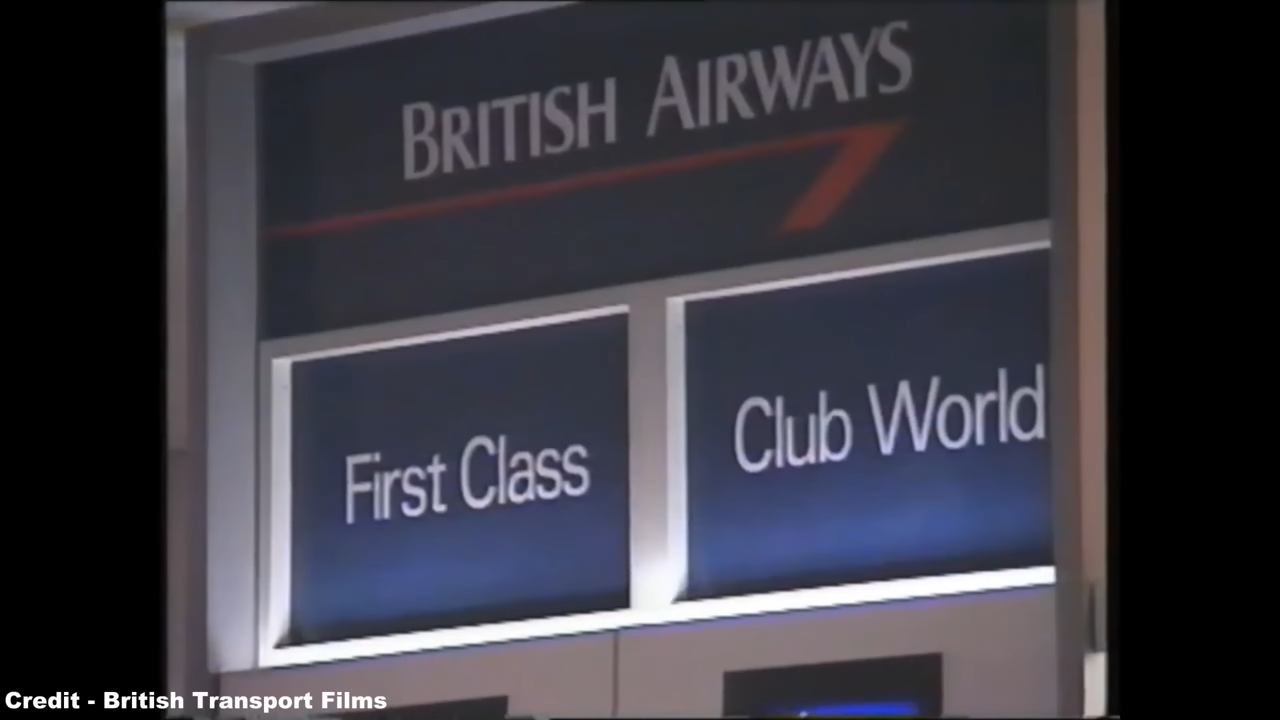 BRITISH AIRWAYS
First Class
Club World
Credit - British Transport Films